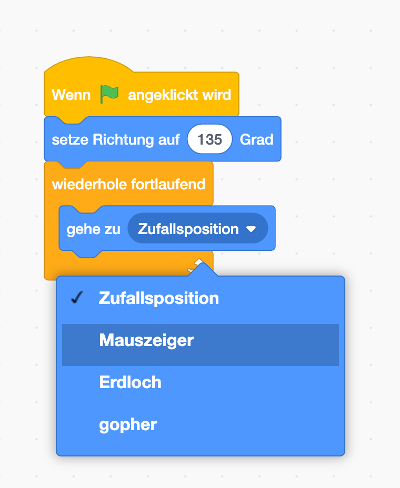 Wenn angeklickt wird
setze Richtung auf 135 Grad
wiederhole fortlaufend
gehe zu Zufallsposition
Zufallsposition
Mauszeiger
Erdloch
gopher